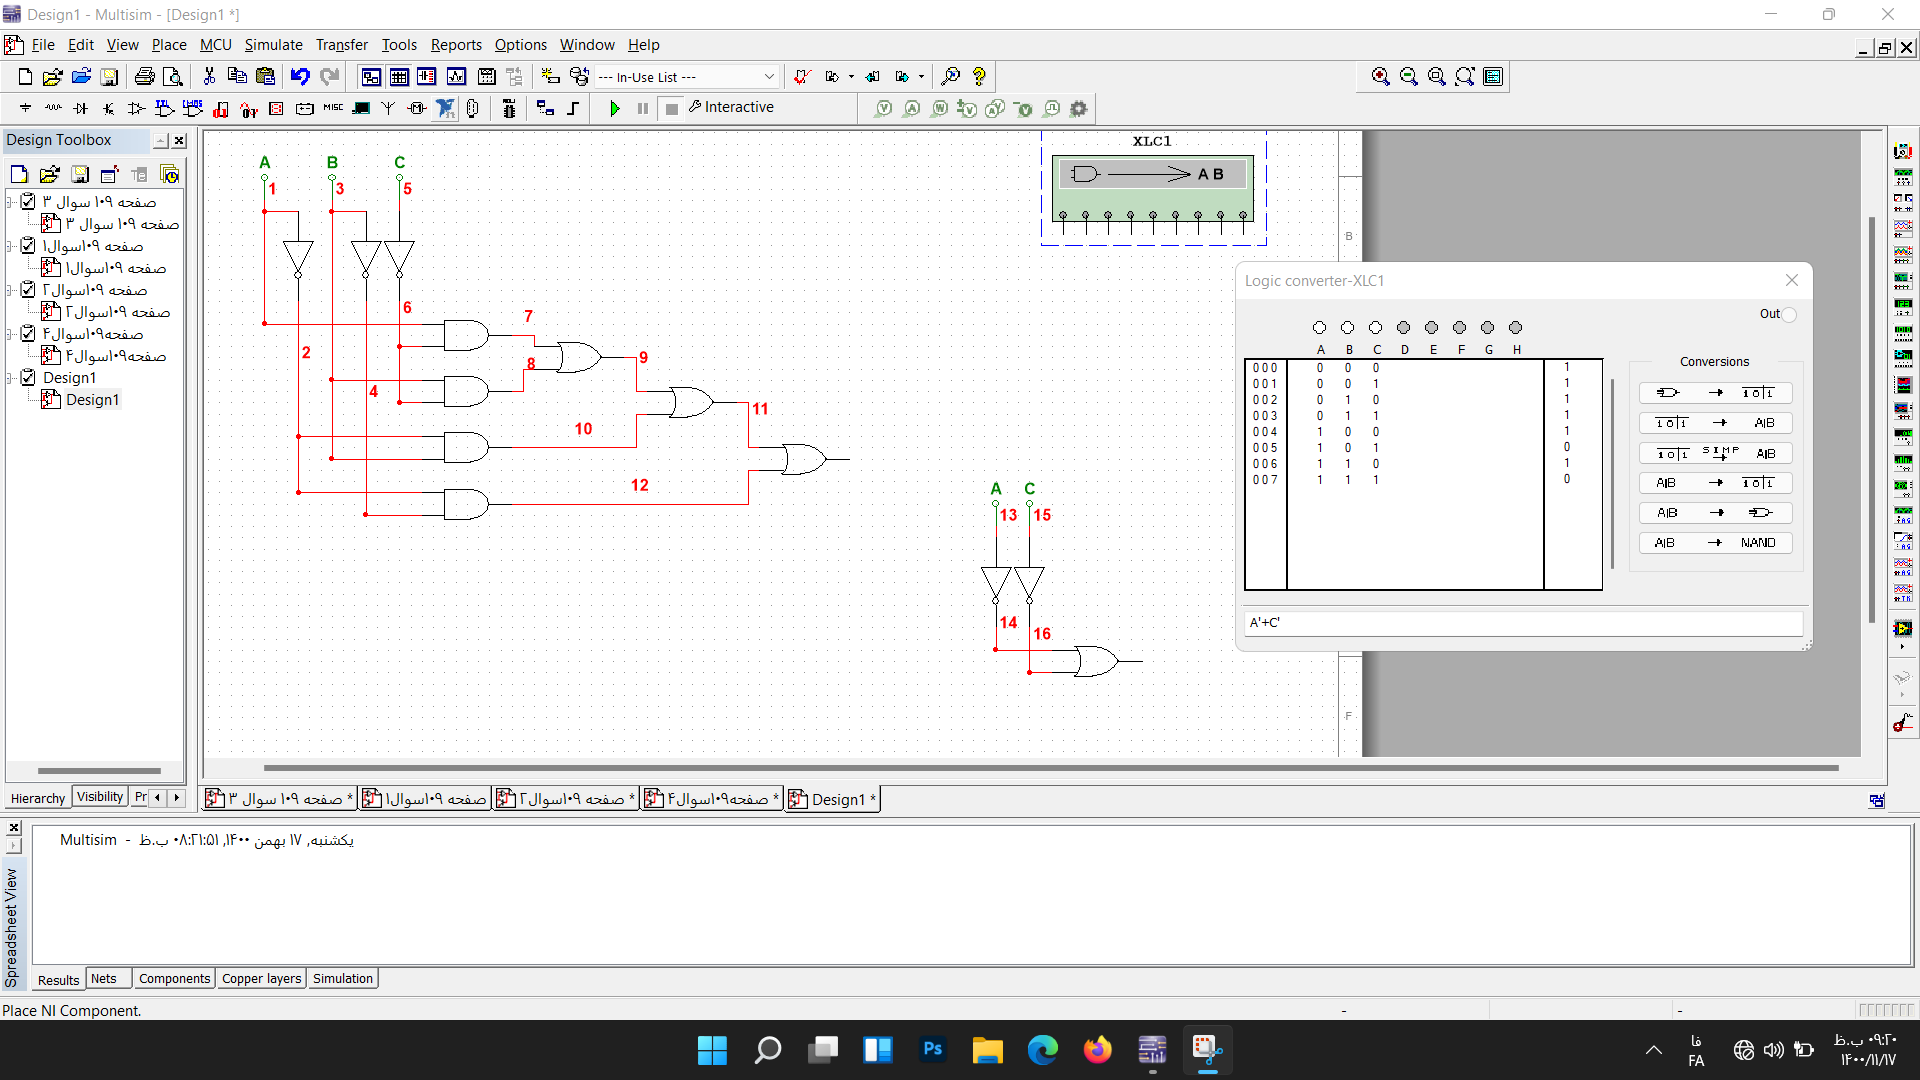 Design1 - Multisim - [Design1 *]
File Edit View Place MCU Simulate Transfer Tools Reports Options Window Help
--- In-Use List ---
MISC
Interactive
Design Toolbox
صفحه ۱۰۹ سوال ۳
صفحه ۱۰۹ سوال ۳
صفحه ۱۰۹سوال۱
صفحه ۱۰۹سوال۱
صفحه ۱۰۹سوال۲
صفحه ۱۰۹سوال۲
صفحه۱۰۹سوال۴
صفحه۱۰۹سوال۴
Design1
Design1
Hierarchy Visibility Pr
A B C
1 3 5
6
7
2
8 9
4
11
10
12
XLC1
A B
B
F
A C
13 15
14
16
Logic converter-XLC1
Out
A B C D E F G H
000 0 0 0 1
001 0 0 1 1
002 0 1 0 1
003 0 1 1 1
004 1 0 0 1
005 1 0 1 0
006 1 1 0 1
007 1 1 1 0
Conversions
→ 1 0 1
1 0 1 → A|B
1 0 1 SIMP → A|B
A|B → 1 0 1
A|B →
A|B → NAND
A'+C'
صفحه ۱۰۹ سوال ۳ *
صفحه ۱۰۹سوال۱
صفحه ۱۰۹سوال۲ *
صفحه۱۰۹سوال۴ *
Design1 *
Multisim - یکشنبه, ۱۷ بهمن ۱۴۰۰, ۰۸:۲۱:۵۱ ب.ظ
Spreadsheet View
Results Nets Components Copper layers Simulation
Place NI Component. - -
Ps
فا
FA
۰۹:۲۰ ب.ظ
۱۴۰۰/۱۱/۱۷